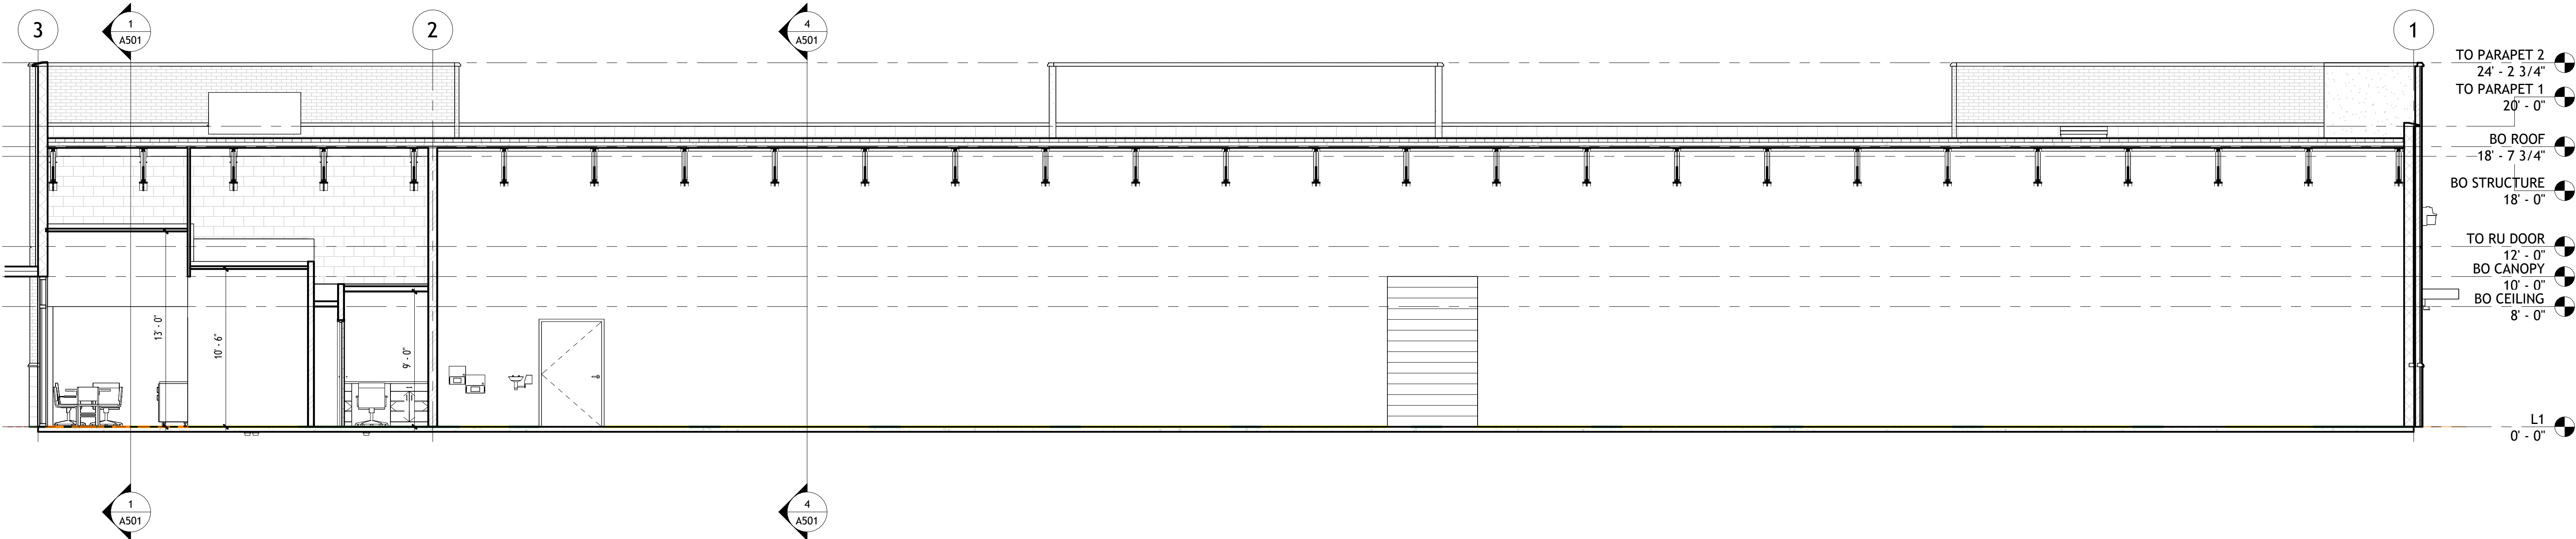 3
1
A501
2
4
A501
1
TO PARAPET 2
24' - 2 3/4"
TO PARAPET 1
20' - 0"
BO ROOF
18' - 7 3/4"
BO STRUCTURE
18' - 0"
TO RU DOOR
12' - 0"
BO CANOPY
10' - 0"
BO CEILING
8' - 0"
13' - 0"
10' - 6"
9' - 0"
L1
0' - 0"
1
A501
4
A501